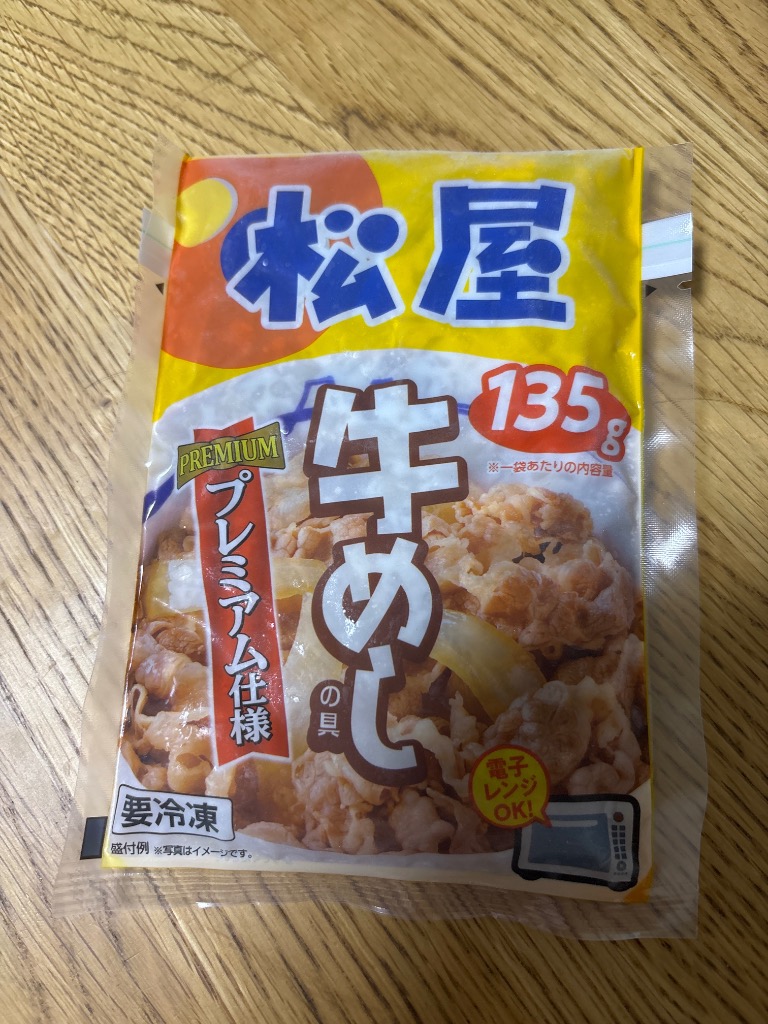 松屋
135g
※一袋あたりの内容量
PREMIUM
プレミアム仕様
牛めし
の具
電子
レンジ
OK!
要冷凍
盛付例 ※写真はイメージです。